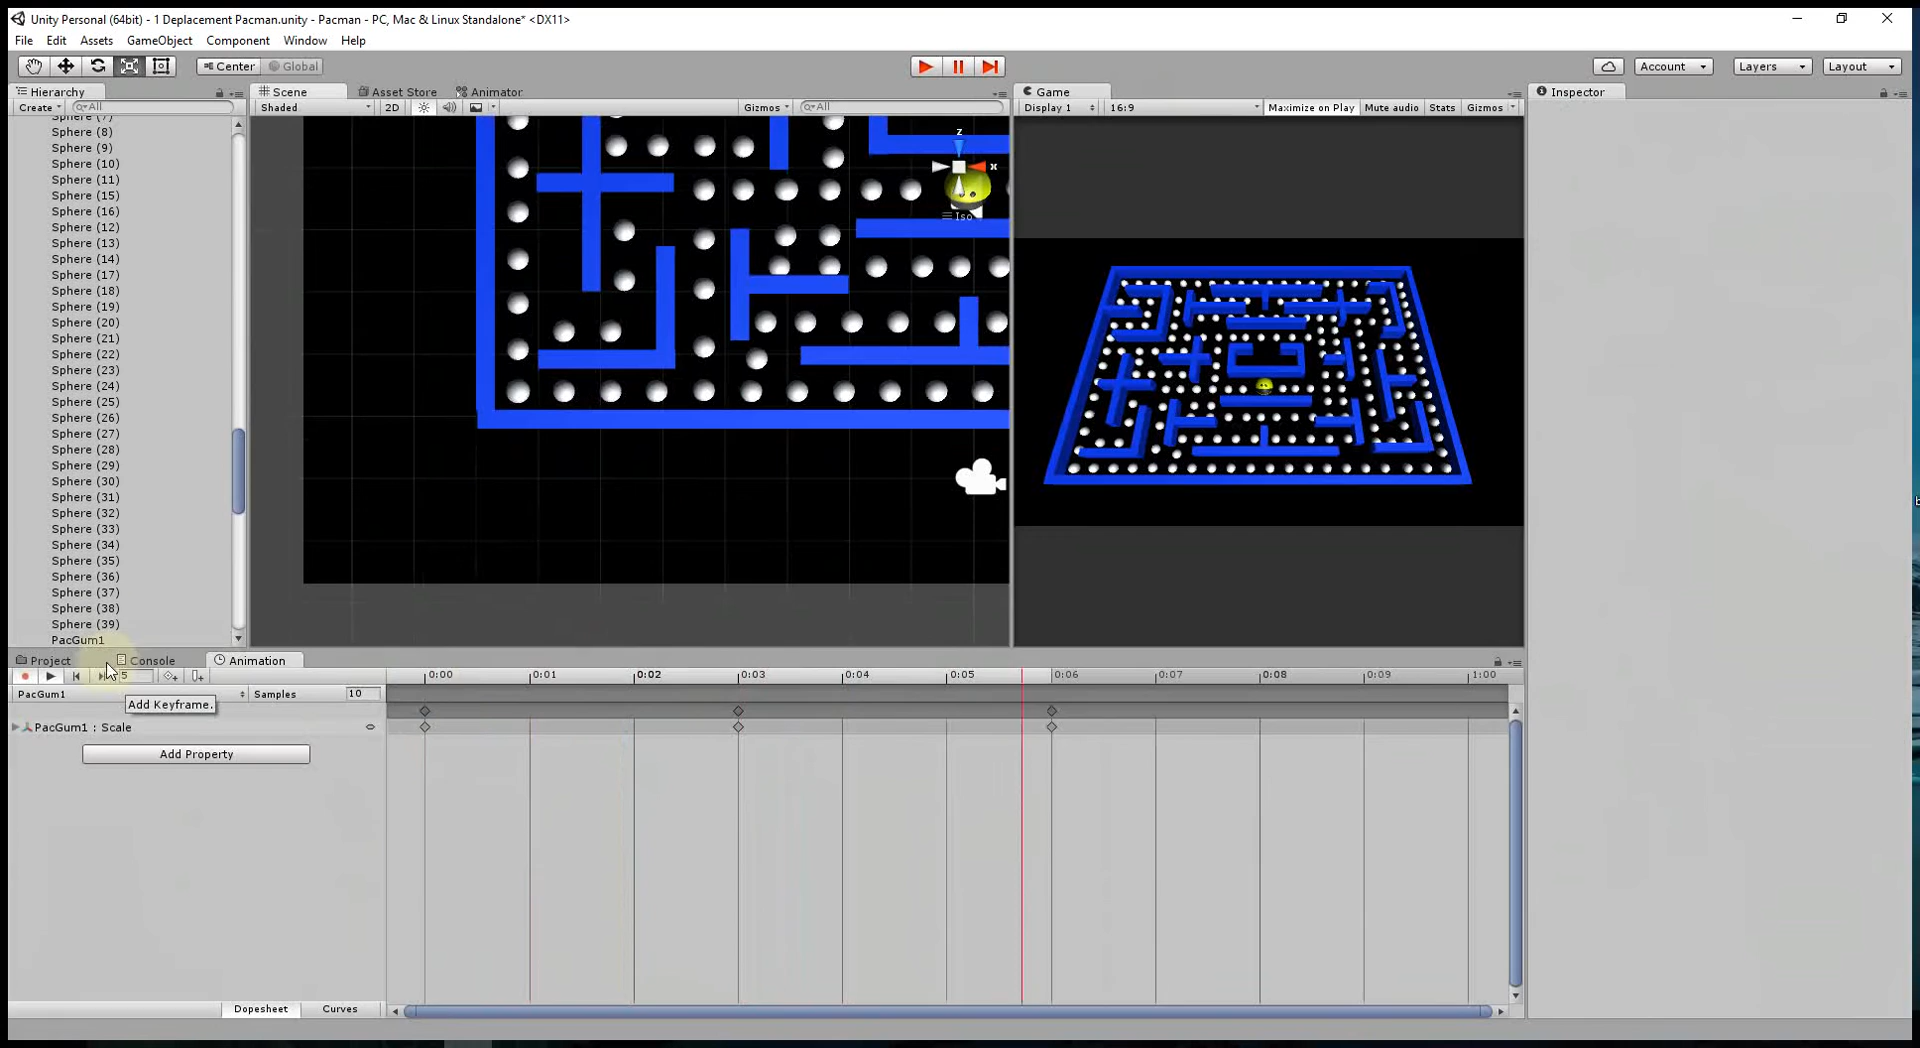 Unity Personal (64bit) - 1 Deplacement Pacman.unity - Pacman - PC, Mac & Linux Standalone* <DX11>
File Edit Assets GameObject Component Window Help
Center Global Account Layers Layout
Hierarchy Scene Asset Store Animator Game Inspector
Create All Shaded 2D Gizmos All Display 1 16:9 Maximize on Play Mute audio Stats Gizmos
Sphere (7)
Sphere (8)
Sphere (9)
Sphere (10)
Sphere (11)
Sphere (15)
Sphere (16)
Sphere (12)
Sphere (13)
Sphere (14)
Sphere (17)
Sphere (18)
Sphere (19)
Sphere (20)
Sphere (21)
Sphere (22)
Sphere (23)
Sphere (24)
Sphere (25)
Sphere (26)
Sphere (27)
Sphere (28)
Sphere (29)
Sphere (30)
Sphere (31)
Sphere (32)
Sphere (33)
Sphere (34)
Sphere (35)
Sphere (36)
Sphere (37)
Sphere (38)
Sphere (39)
PacGum1
z
x
Iso
Project Console Animation
5 0:00 0:01 0:02 0:03 0:04 0:05 0:06 0:07 0:08 0:09 1:00
PacGum1 Samples 10
Add Keyframe.
PacGum1 : Scale
Add Property
Dopesheet Curves